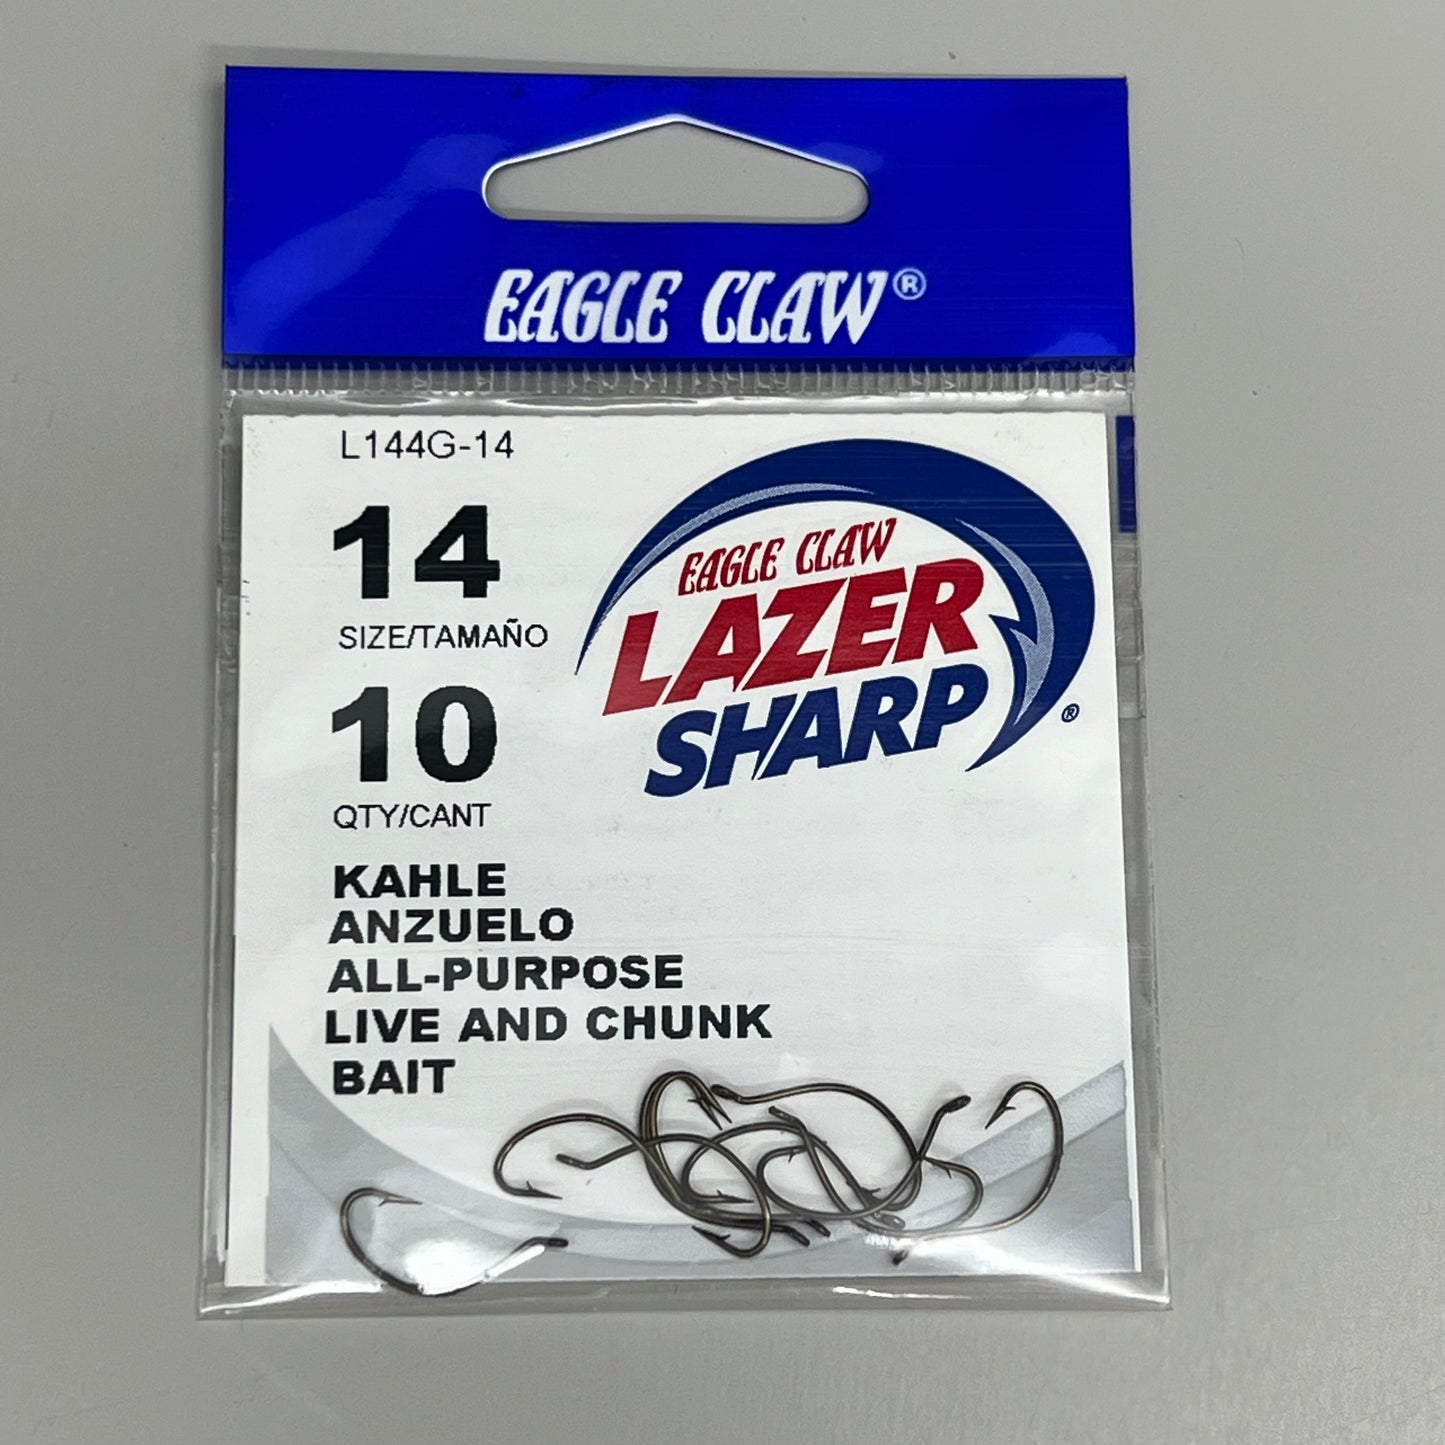 EAGLE CLAW®
L144G-14
14
SIZE/TAMAÑO
10
QTY/CANT
KAHLE
ANZUELO
ALL-PURPOSE
LIVE AND CHUNK
BAIT
EAGLE CLAW
LAZER
SHARP®